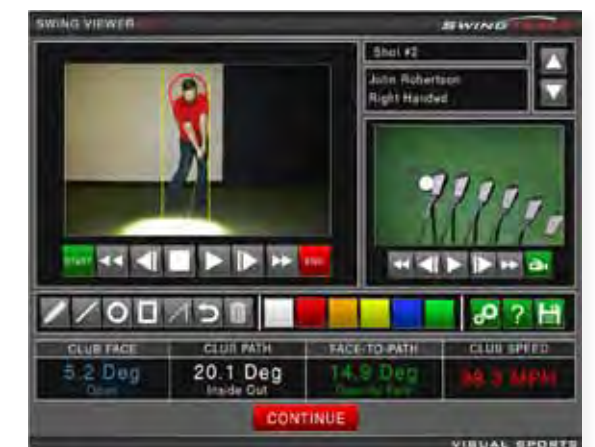 SWING VIEWER
SWING
Shot #2
John Robertson
Right Handed
START
END
?
CLUB FACE
CLUB PATH
FACE-TO-PATH
CLUB SPEED
5.2 Deg
20.1 Deg
14.9 Deg
Open
Inside Out
CONTINUE
VISUAL SPORTS